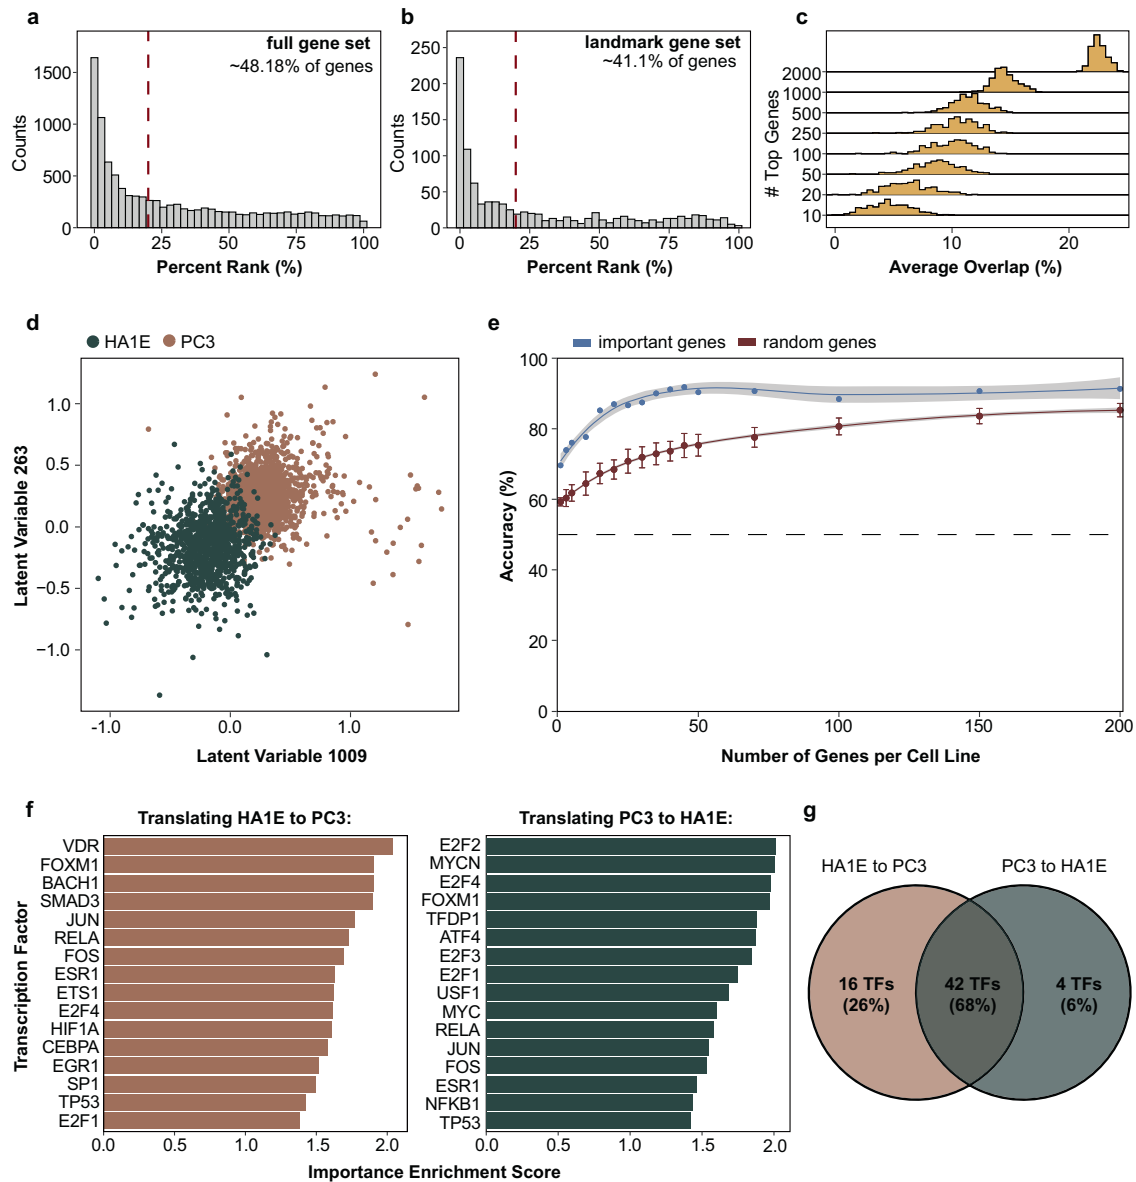 a
full gene set
~48.18% of genes
Counts
1500
1000
500
0
0
25
50
75
100
Percent Rank (%)
b
landmark gene set
~41.1% of genes
Counts
250
200
150
100
50
0
0
25
50
75
100
Percent Rank (%)
c
# Top Genes
2000
1000
500
250
100
50
20
10
0
10
20
Average Overlap (%)
d
HA1E
PC3
Latent Variable 263
1.0
0.5
0.0
−0.5
−1.0
-1.0
0.0
1.0
Latent Variable 1009
e
important genes
random genes
Accuracy (%)
100
80
60
40
20
0
0
50
100
150
200
Number of Genes per Cell Line
f
Translating HA1E to PC3:
Transcription Factor
VDR
FOXM1
BACH1
SMAD3
JUN
RELA
FOS
ESR1
ETS1
E2F4
HIF1A
CEBPA
EGR1
SP1
TP53
E2F1
0.0
0.5
1.0
1.5
2.0
Translating PC3 to HA1E:
E2F2
MYCN
E2F4
FOXM1
TFDP1
ATF4
E2F3
E2F1
USF1
MYC
RELA
JUN
FOS
ESR1
NFKB1
TP53
0.0
0.5
1.0
1.5
2.0
Importance Enrichment Score
g
HA1E to PC3
PC3 to HA1E
16 TFs
(26%)
42 TFs
(68%)
4 TFs
(6%)